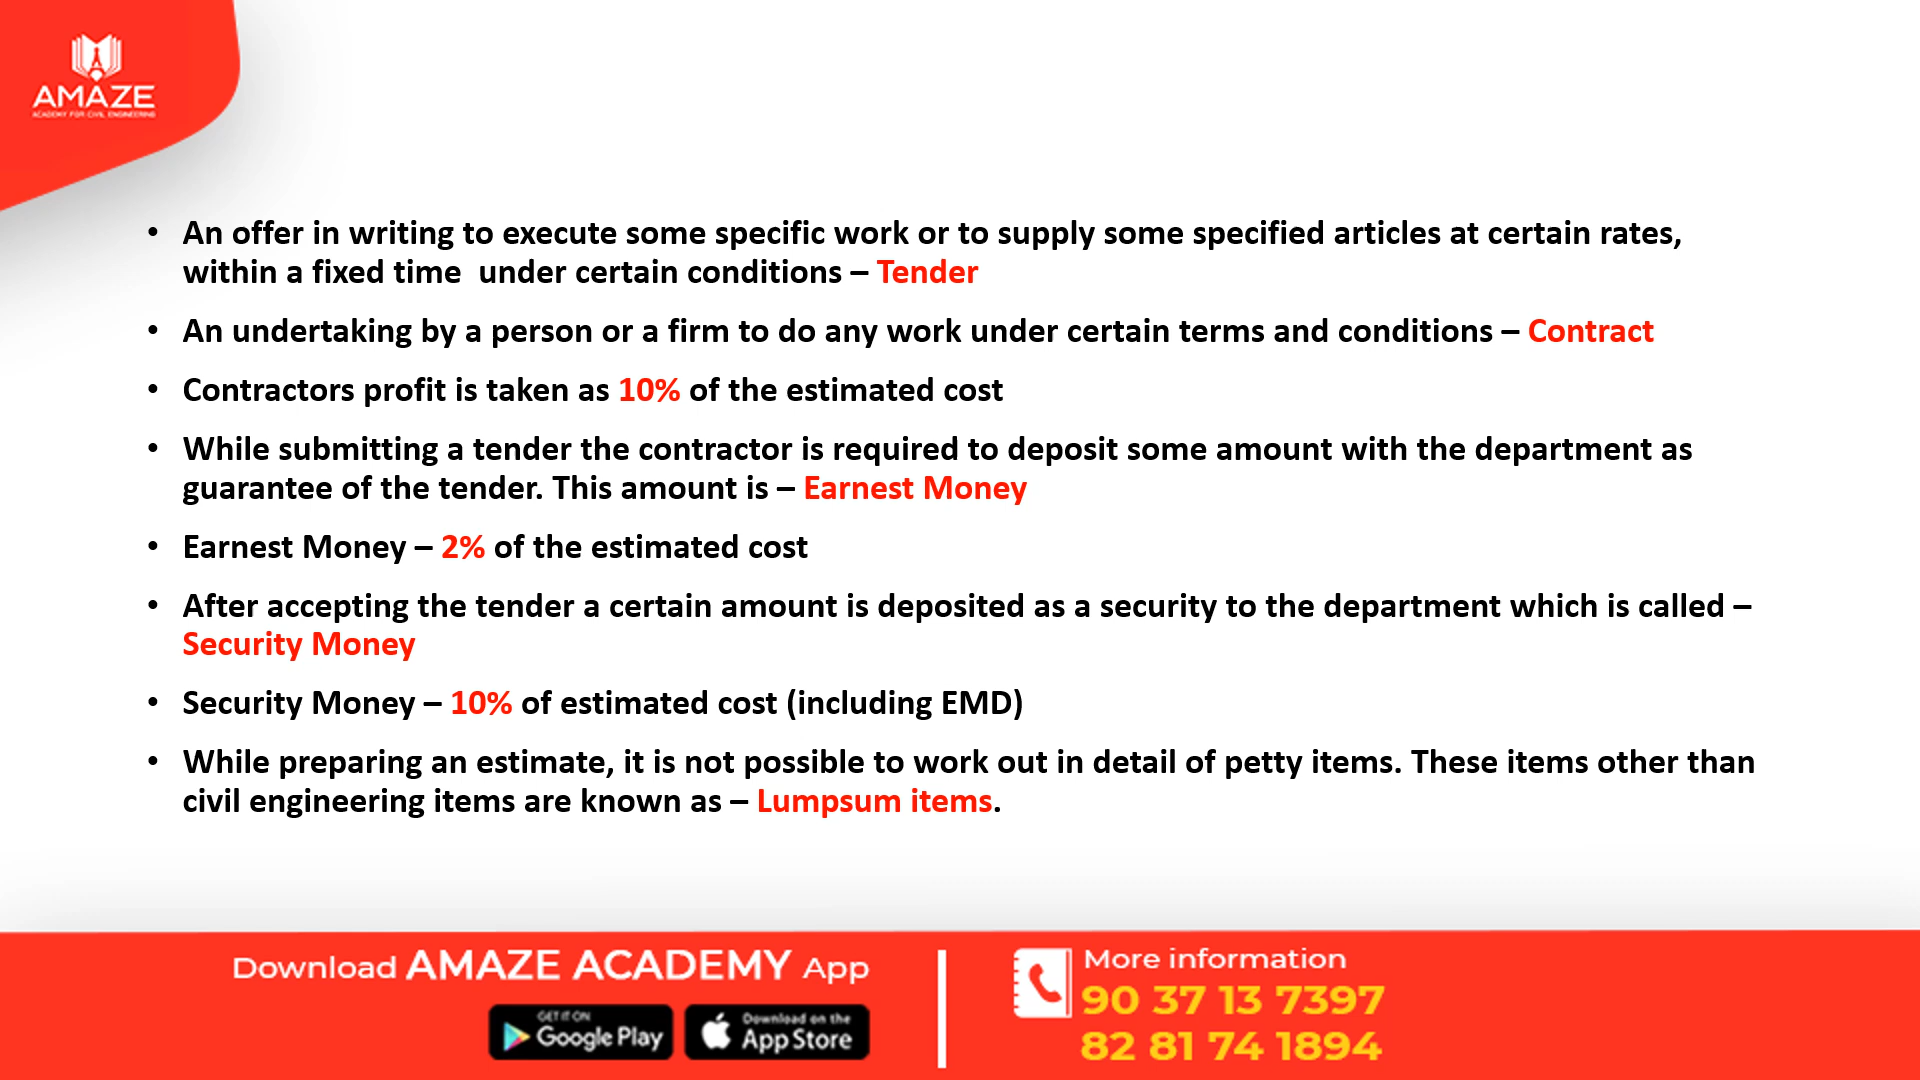 AMAZE
ACADEMY FOR CIVIL ENGINEERING
• An offer in writing to execute some specific work or to supply some specified articles at certain rates,
within a fixed time  under certain conditions – Tender
• An undertaking by a person or a firm to do any work under certain terms and conditions – Contract
• Contractors profit is taken as 10% of the estimated cost
• While submitting a tender the contractor is required to deposit some amount with the department as
guarantee of the tender. This amount is – Earnest Money
• Earnest Money – 2% of the estimated cost
• After accepting the tender a certain amount is deposited as a security to the department which is called –
Security Money
• Security Money – 10% of estimated cost (including EMD)
• While preparing an estimate, it is not possible to work out in detail of petty items. These items other than
civil engineering items are known as – Lumpsum items.
Download AMAZE ACADEMY App
GET IT ON
Google Play
Download on the
App Store
More information
90 37 13 7397
82 81 74 1894